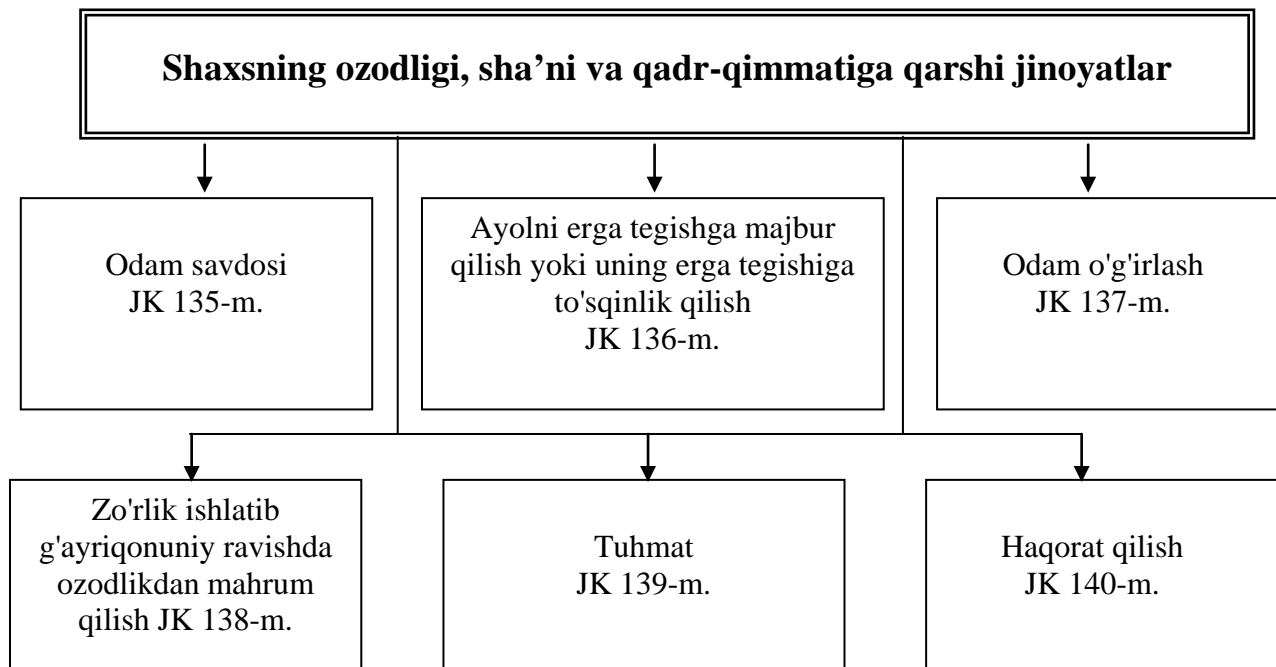 Shaxsning ozodligi, sha’ni va qadr-qimmatiga qarshi jinoyatlar
Odam savdosi
JK 135-m.
Ayolni erga tegishga majbur
qilish yoki uning erga tegishiga
to'sqinlik qilish
JK 136-m.
Odam o'g'irlash
JK 137-m.
Zo'rlik ishlatib
g'ayriqonuniy ravishda
ozodlikdan mahrum
qilish JK 138-m.
Tuhmat
JK 139-m.
Haqorat qilish
JK 140-m.